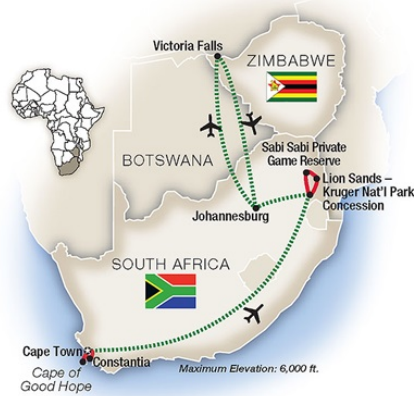 Victoria Falls
ZIMBABWE
BOTSWANA
Sabi Sabi Private
Game Reserve
Lion Sands –
Kruger Nat'l Park
Concession
Johannesburg
SOUTH AFRICA
Cape Town
Constantia
Cape of
Good Hope
Maximum Elevation: 6,000 ft.